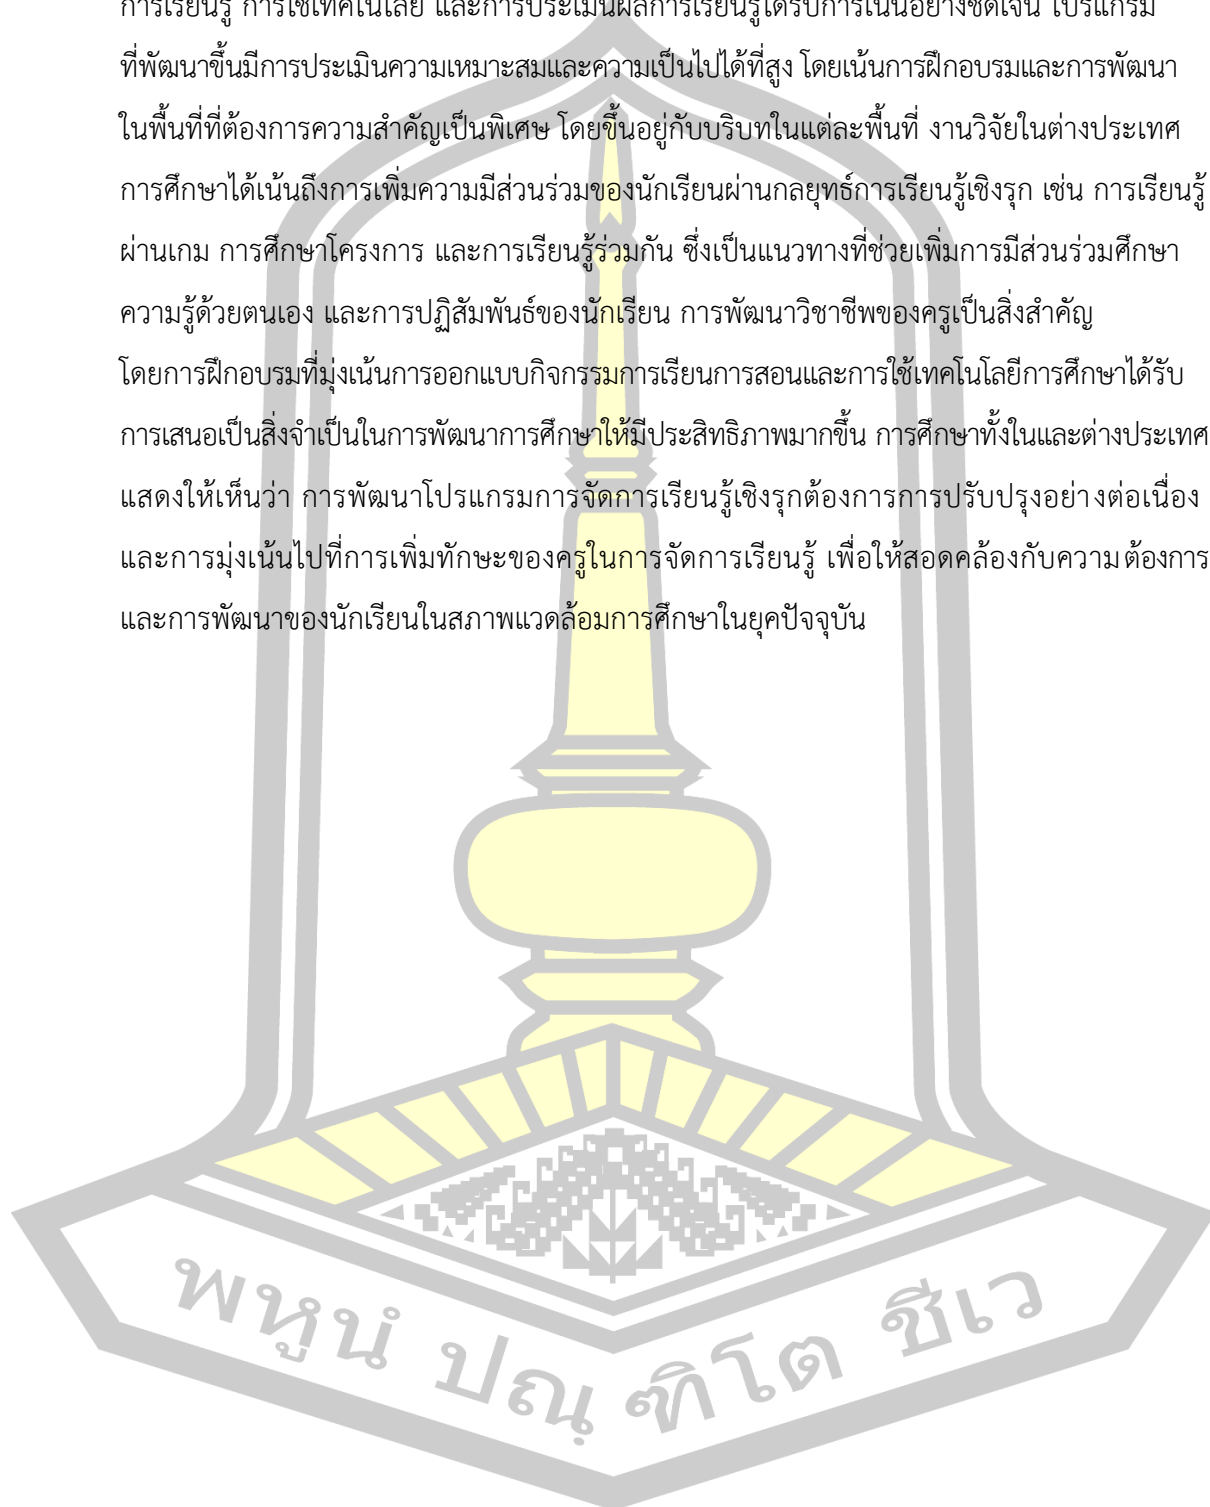 การเรียนรู้ การใช้เทคโนโลยี และการประเมินผลการเรียนรู้ได้รับการเน้นอย่างชัดเจน โปรแกรม
ที่พัฒนาขึ้นมีการประเมินความเหมาะสมและความเป็นไปได้ที่สูง โดยเน้นการฝึกอบรมและการพัฒนา
ในพื้นที่ที่ต้องการความสำคัญเป็นพิเศษ โดยขึ้นอยู่กับบริบทในแต่ละพื้นที่ งานวิจัยในต่างประเทศ
การศึกษาได้เน้นถึงการเพิ่มความมีส่วนร่วมของนักเรียนผ่านกลยุทธ์การเรียนรู้เชิงรุก เช่น การเรียนรู้
ผ่านเกม การศึกษาโครงการ และการเรียนรู้ร่วมกัน ซึ่งเป็นแนวทางที่ช่วยเพิ่มการมีส่วนร่วมศึกษา
ความรู้ด้วยตนเอง และการปฏิสัมพันธ์ของนักเรียน การพัฒนาวิชาชีพของครูเป็นสิ่งสำคัญ
โดยการฝึกอบรมที่มุ่งเน้นการออกแบบกิจกรรมการเรียนการสอนและการใช้เทคโนโลยีการศึกษาได้รับ
การเสนอเป็นสิ่งจำเป็นในการพัฒนาการศึกษาให้มีประสิทธิภาพมากขึ้น การศึกษาทั้งในและต่างประเทศ
แสดงให้เห็นว่า การพัฒนาโปรแกรมการจัดการเรียนรู้เชิงรุกต้องการการปรับปรุงอย่างต่อเนื่อง
และการมุ่งเน้นไปที่การเพิ่มทักษะของครูในการจัดการเรียนรู้ เพื่อให้สอดคล้องกับความต้องการ
และการพัฒนาของนักเรียนในสภาพแวดล้อมการศึกษาในยุคปัจจุบัน
พหูนํ ปณฺฑิโต ชีเว